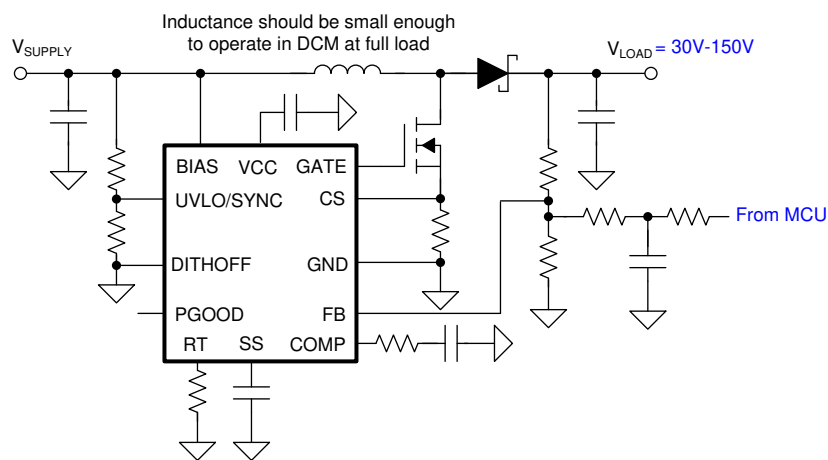 Inductance should be small enough
to operate in DCM at full load
VSUPPLY
VLOAD = 30V-150V
BIAS
VCC
GATE
UVLO/SYNC
CS
From MCU
DITHOFF
GND
PGOOD
FB
RT
SS
COMP